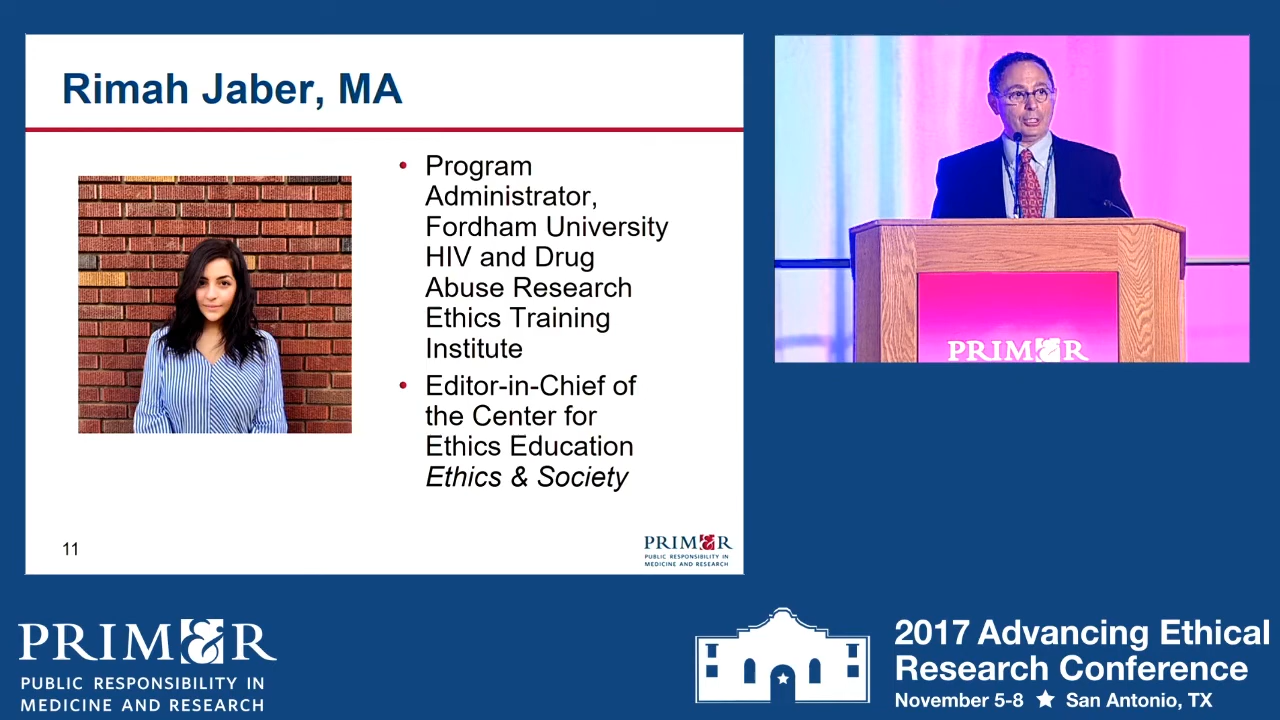 Rimah Jaber, MA
• Program
Administrator,
Fordham University
HIV and Drug
Abuse Research
Ethics Training
Institute
• Editor-in-Chief of
the Center for
Ethics Education
Ethics & Society
11
PRIM&R
PUBLIC RESPONSIBILITY IN
MEDICINE AND RESEARCH
PRIM&R
PRIM&R
PUBLIC RESPONSIBILITY IN
MEDICINE AND RESEARCH
2017 Advancing Ethical
Research Conference
November 5-8 ★ San Antonio, TX